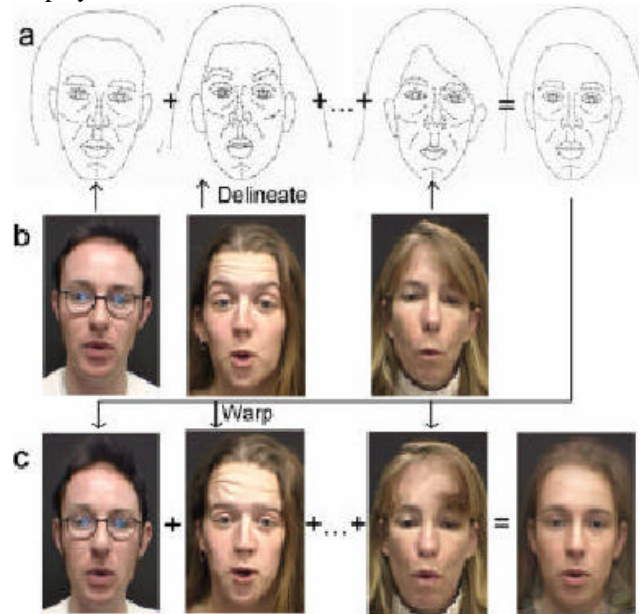 a
+ + ... + =
Delineate
b
Warp
c
+ + ... + =